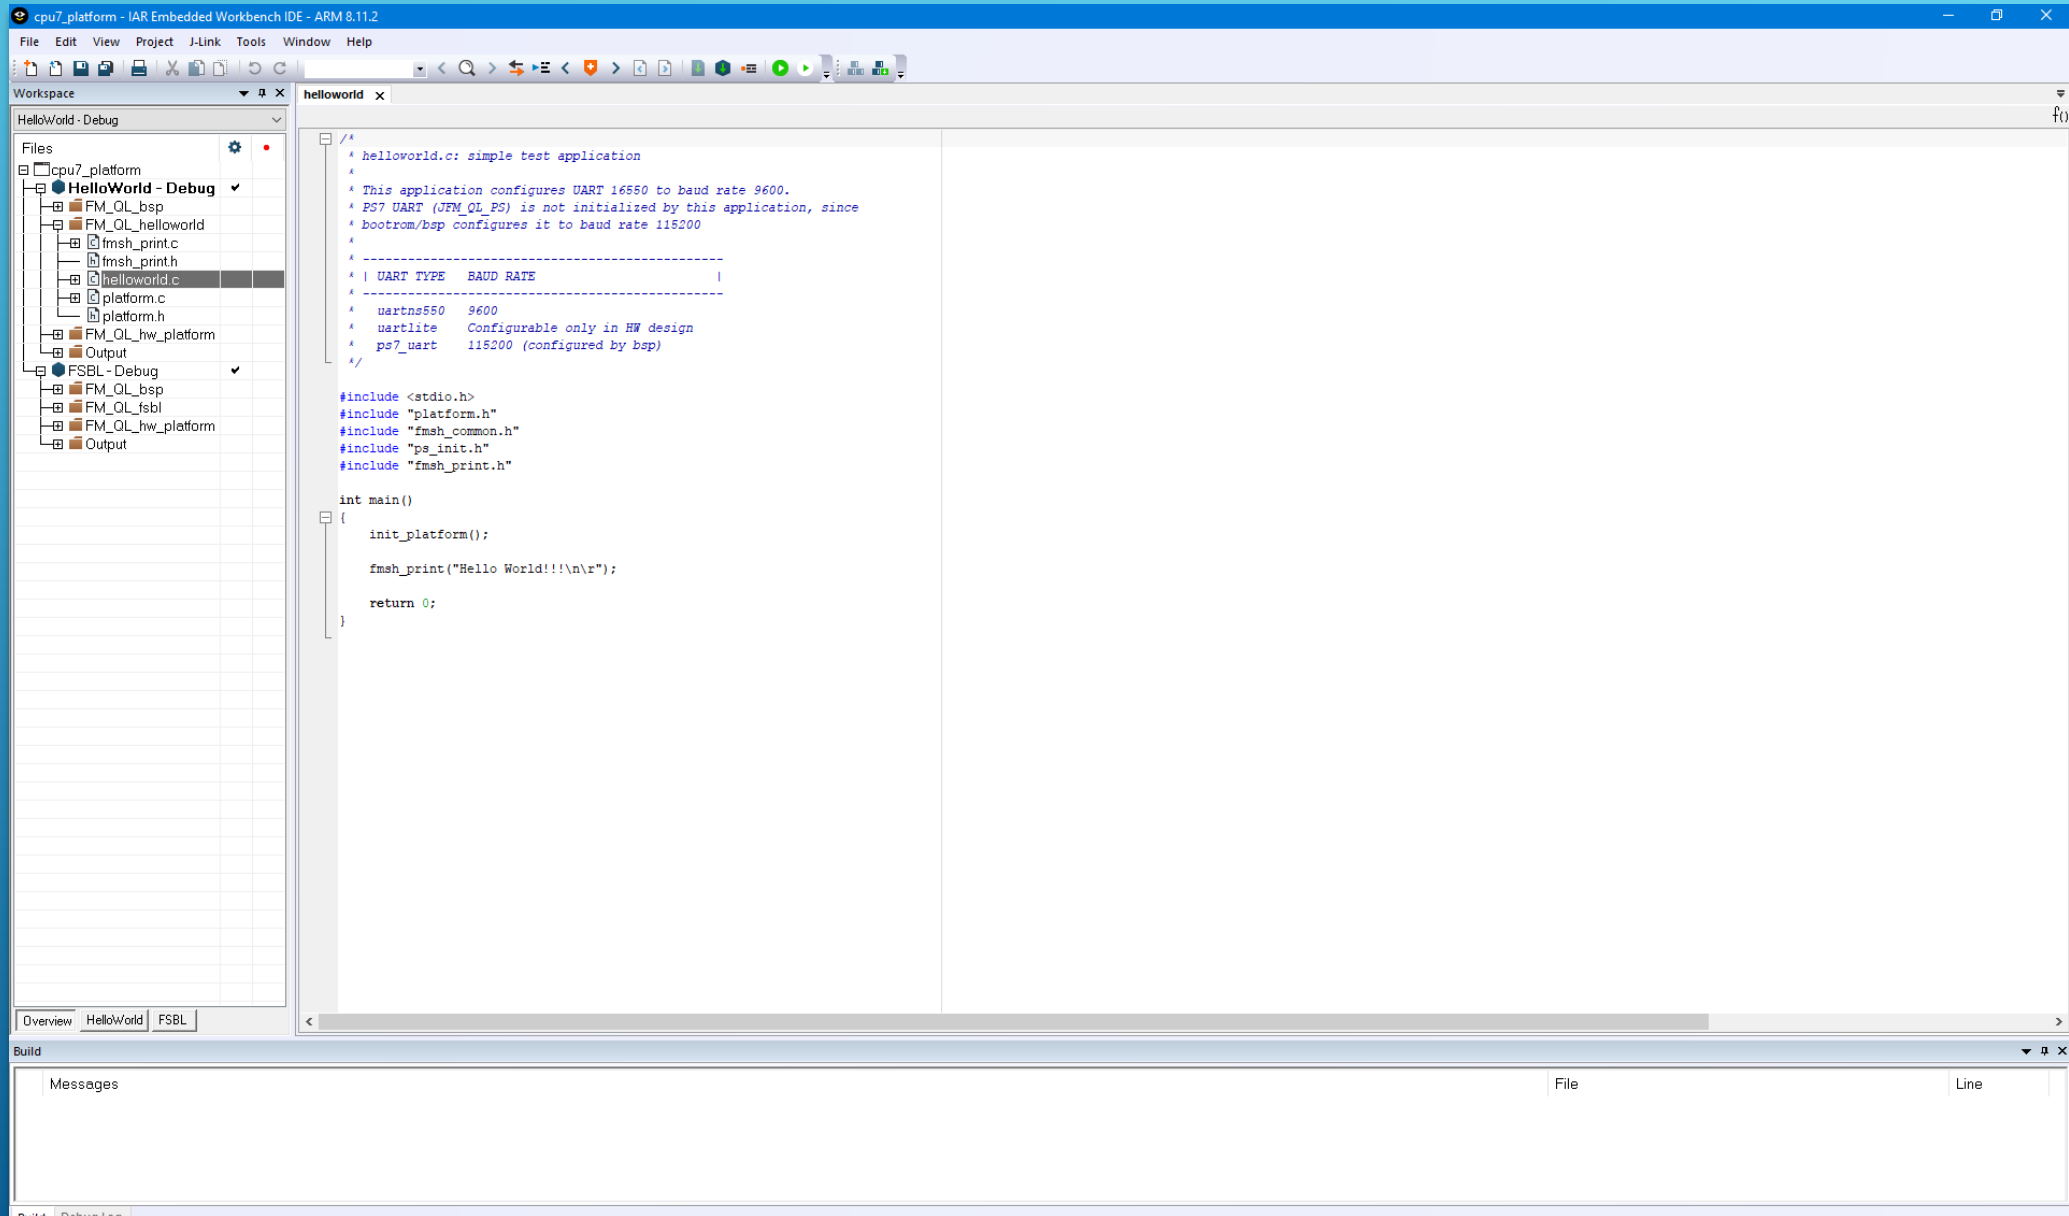 cpu7_platform - IAR Embedded Workbench IDE - ARM 8.11.2
File Edit View Project J-Link Tools Window Help
Workspace
HelloWorld - Debug
Files
cpu7_platform
HelloWorld - Debug
FM_QL_bsp
FM_QL_helloworld
fmsh_print.c
fmsh_print.h
helloworld.c
platform.c
platform.h
FM_QL_hw_platform
Output
FSBL - Debug
FM_QL_bsp
FM_QL_fsbl
FM_QL_hw_platform
Output
Overview HelloWorld FSBL
helloworld
f()
/*
* helloworld.c: simple test application
*
* This application configures UART 16550 to baud rate 9600.
* PS7 UART (JFM_QL_PS) is not initialized by this application, since
* bootrom/bsp configures it to baud rate 115200
*
* ------------------------------------------------
* | UART TYPE   BAUD RATE                        |
* ------------------------------------------------
*   uartns550   9600
*   uartlite    Configurable only in HW design
*   ps7_uart    115200 (configured by bsp)
*/
#include <stdio.h>
#include "platform.h"
#include "fmsh_common.h"
#include "ps_init.h"
#include "fmsh_print.h"
int main()
{
init_platform();
fmsh_print("Hello World!!!\n\r");
return 0;
}
Build
Messages File Line
Build Debug Log